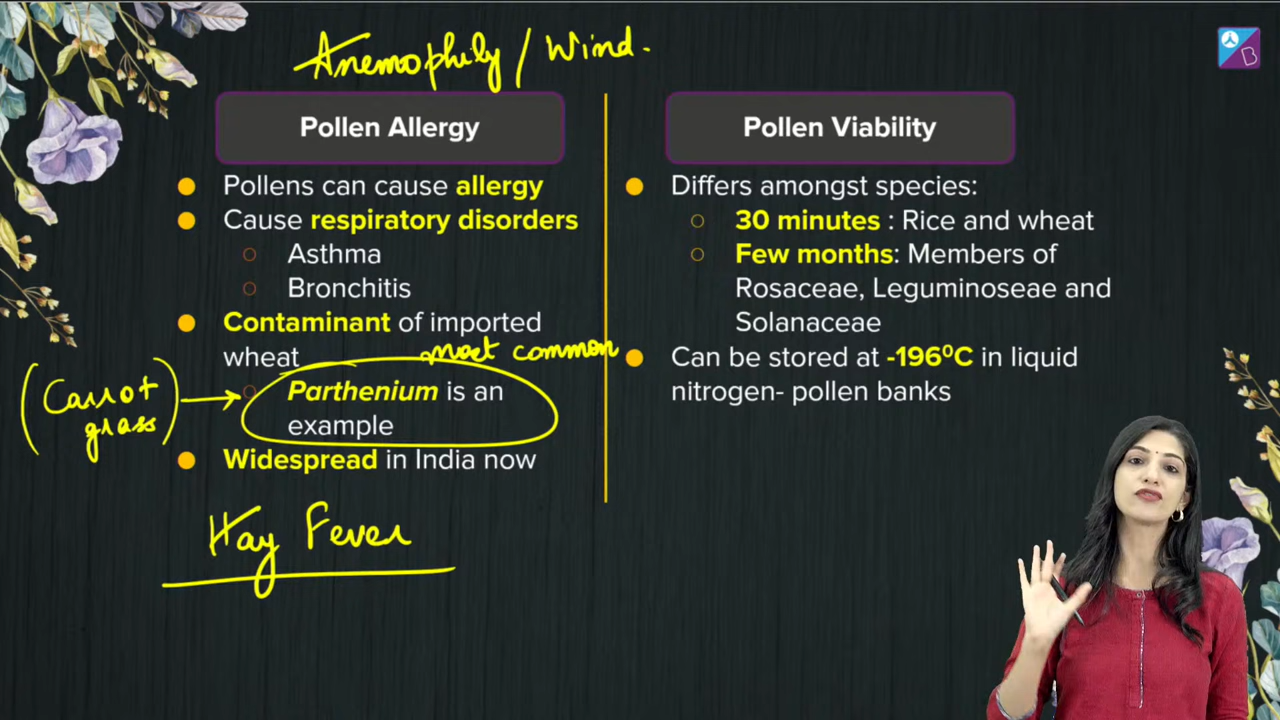 Anemophily / Wind.
B
Pollen Allergy
Pollens can cause allergy
Cause respiratory disorders
Asthma
Bronchitis
Contaminant of imported
wheat
most common
Parthenium is an
example
(Carrot
grass)
Widespread in India now
Hay Fever
Pollen Viability
Differs amongst species:
30 minutes : Rice and wheat
Few months: Members of
Rosaceae, Leguminoseae and
Solanaceae
Can be stored at -196⁰C in liquid
nitrogen- pollen banks